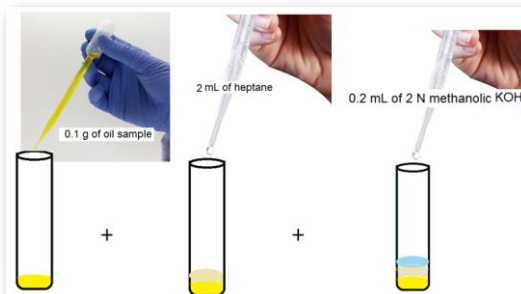 0.1 g of oil sample
2 mL of heptane
0.2 mL of 2 N methanolic KOH
+
+